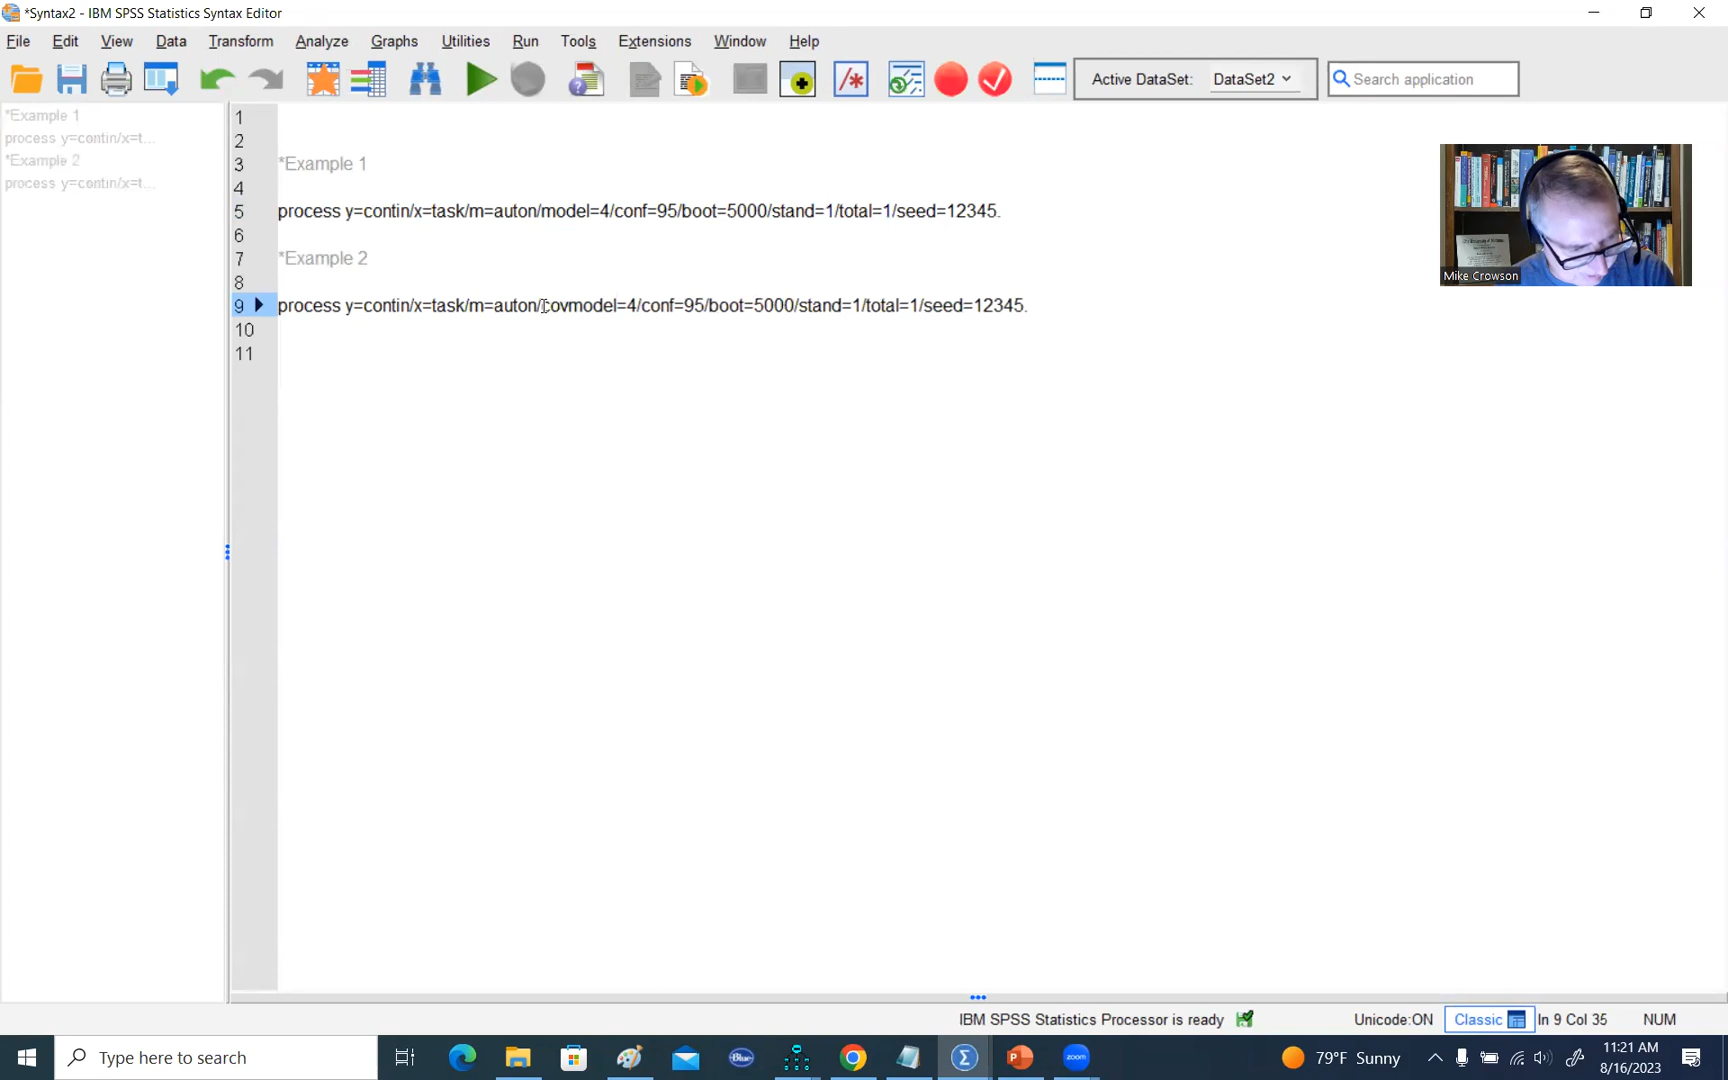 *Syntax2 - IBM SPSS Statistics Syntax Editor
File Edit View Data Transform Analyze Graphs Utilities Run Tools Extensions Window Help
Active DataSet: DataSet2 Search application
*Example 1
process y=contin/x=t...
*Example 2
process y=contin/x=t...
1
2
3 *Example 1
4
5 process y=contin/x=task/m=auton/model=4/conf=95/boot=5000/stand=1/total=1/seed=12345.
6
7 *Example 2
8
9 process y=contin/x=task/m=auton/covmodel=4/conf=95/boot=5000/stand=1/total=1/seed=12345.
10
11
Mike Crowson
IBM SPSS Statistics Processor is ready Unicode:ON Classic In 9 Col 35 NUM
Type here to search
Blue
zoom
79°F Sunny
11:21 AM
8/16/2023